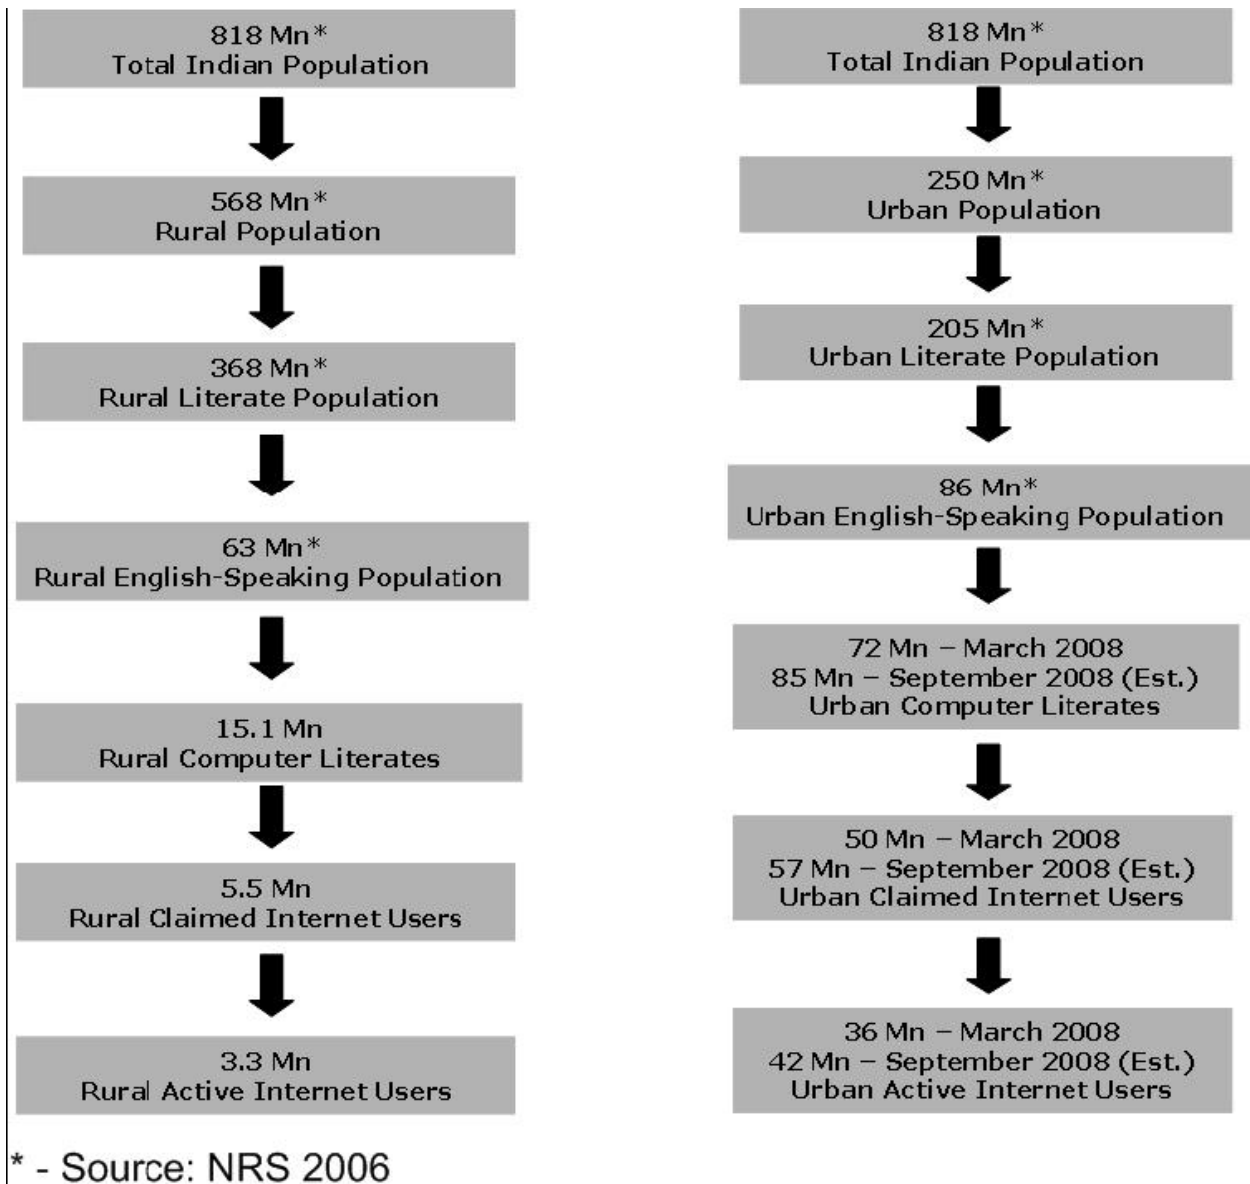 818 Mn*
Total Indian Population
568 Mn*
Rural Population
368 Mn*
Rural Literate Population
63 Mn*
Rural English-Speaking Population
15.1 Mn
Rural Computer Literates
5.5 Mn
Rural Claimed Internet Users
3.3 Mn
Rural Active Internet Users
818 Mn*
Total Indian Population
250 Mn*
Urban Population
205 Mn*
Urban Literate Population
86 Mn*
Urban English-Speaking Population
72 Mn – March 2008
85 Mn – September 2008 (Est.)
Urban Computer Literates
50 Mn – March 2008
57 Mn – September 2008 (Est.)
Urban Claimed Internet Users
36 Mn – March 2008
42 Mn – September 2008 (Est.)
Urban Active Internet Users
* - Source: NRS 2006